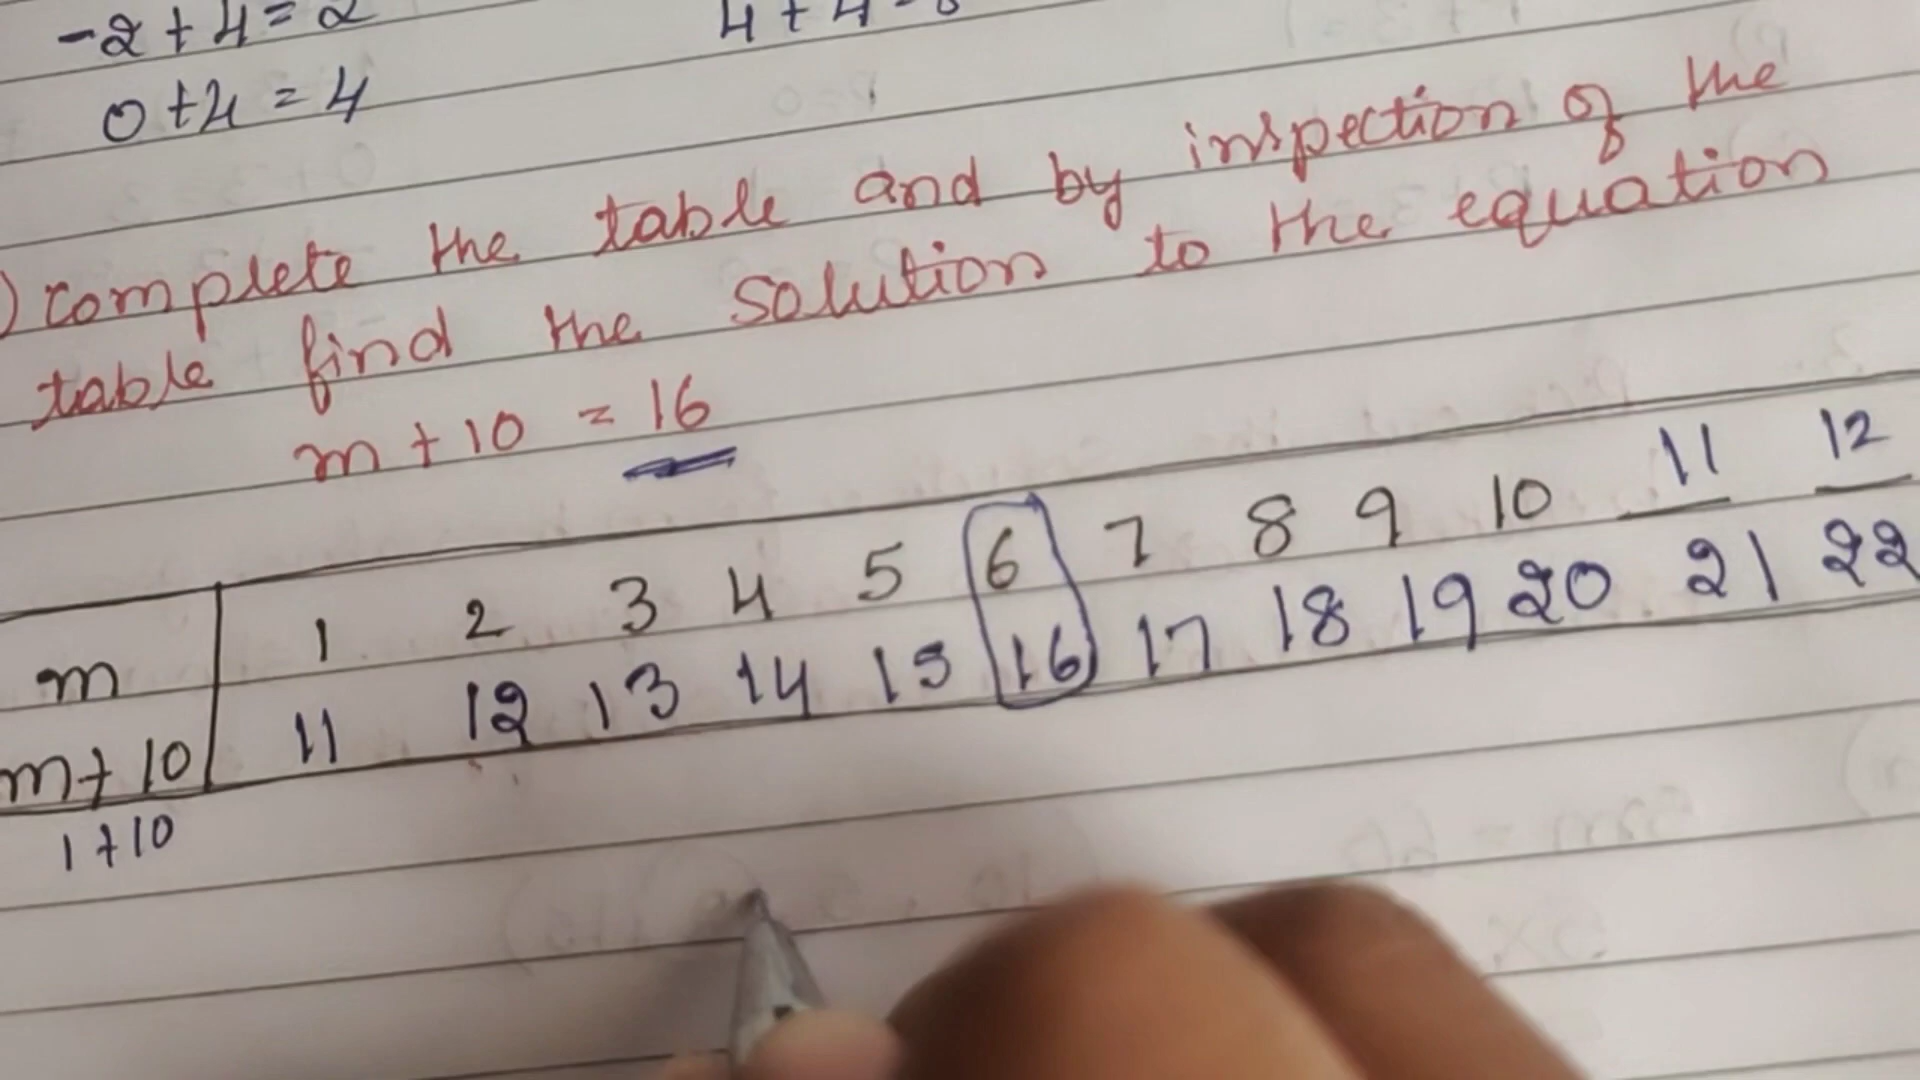 -2 + 4 = 2
0 + 4 = 4
4 + 4
) complete the table and by inspection of the
table find the solution to the equation
m + 10 = 16
m 1 2 3 4 5 6 7 8 9 10 11 12
m + 10 11 12 13 14 15 16 17 18 19 20 21 22
1 + 10